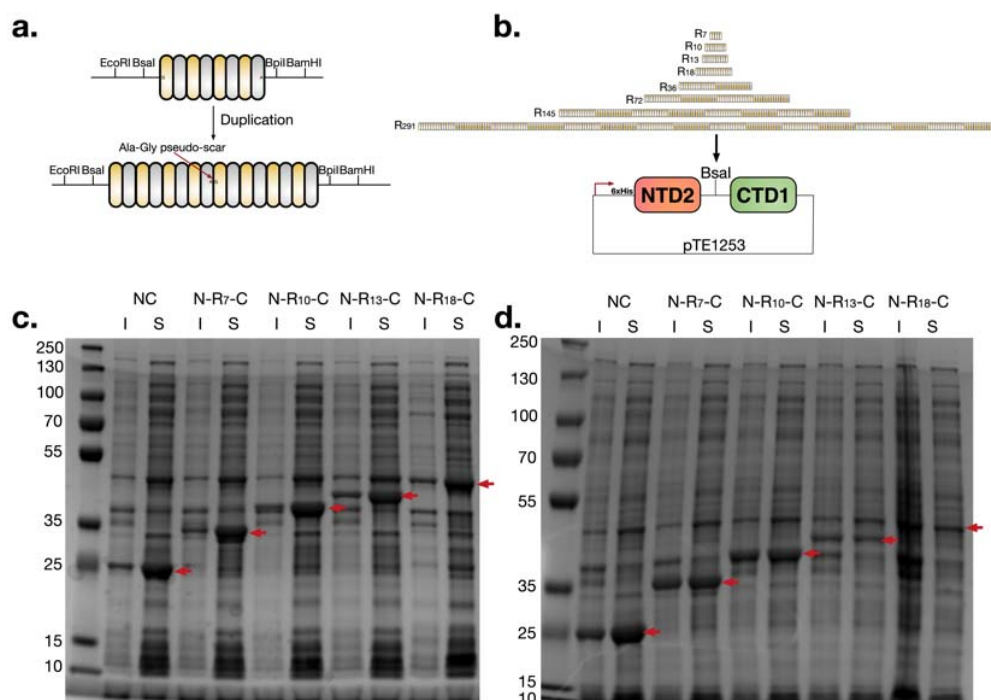 a.
EcoRI BsaI BpiI BamHI
Duplication
Ala-Gly pseudo-scar
EcoRI BsaI BpiI BamHI
b.
R7
R10
R13
R18
R36
R72
R145
R291
BsaI
6xHis NTD2 CTD1
pTE1253
c.
NC N-R7-C N-R10-C N-R13-C N-R18-C
I S I S I S I S I S
250
130
100
70
55
35
25
15
10
d.
NC N-R7-C N-R10-C N-R13-C N-R18-C
I S I S I S I S I S
250
130
100
70
55
35
25
15
10